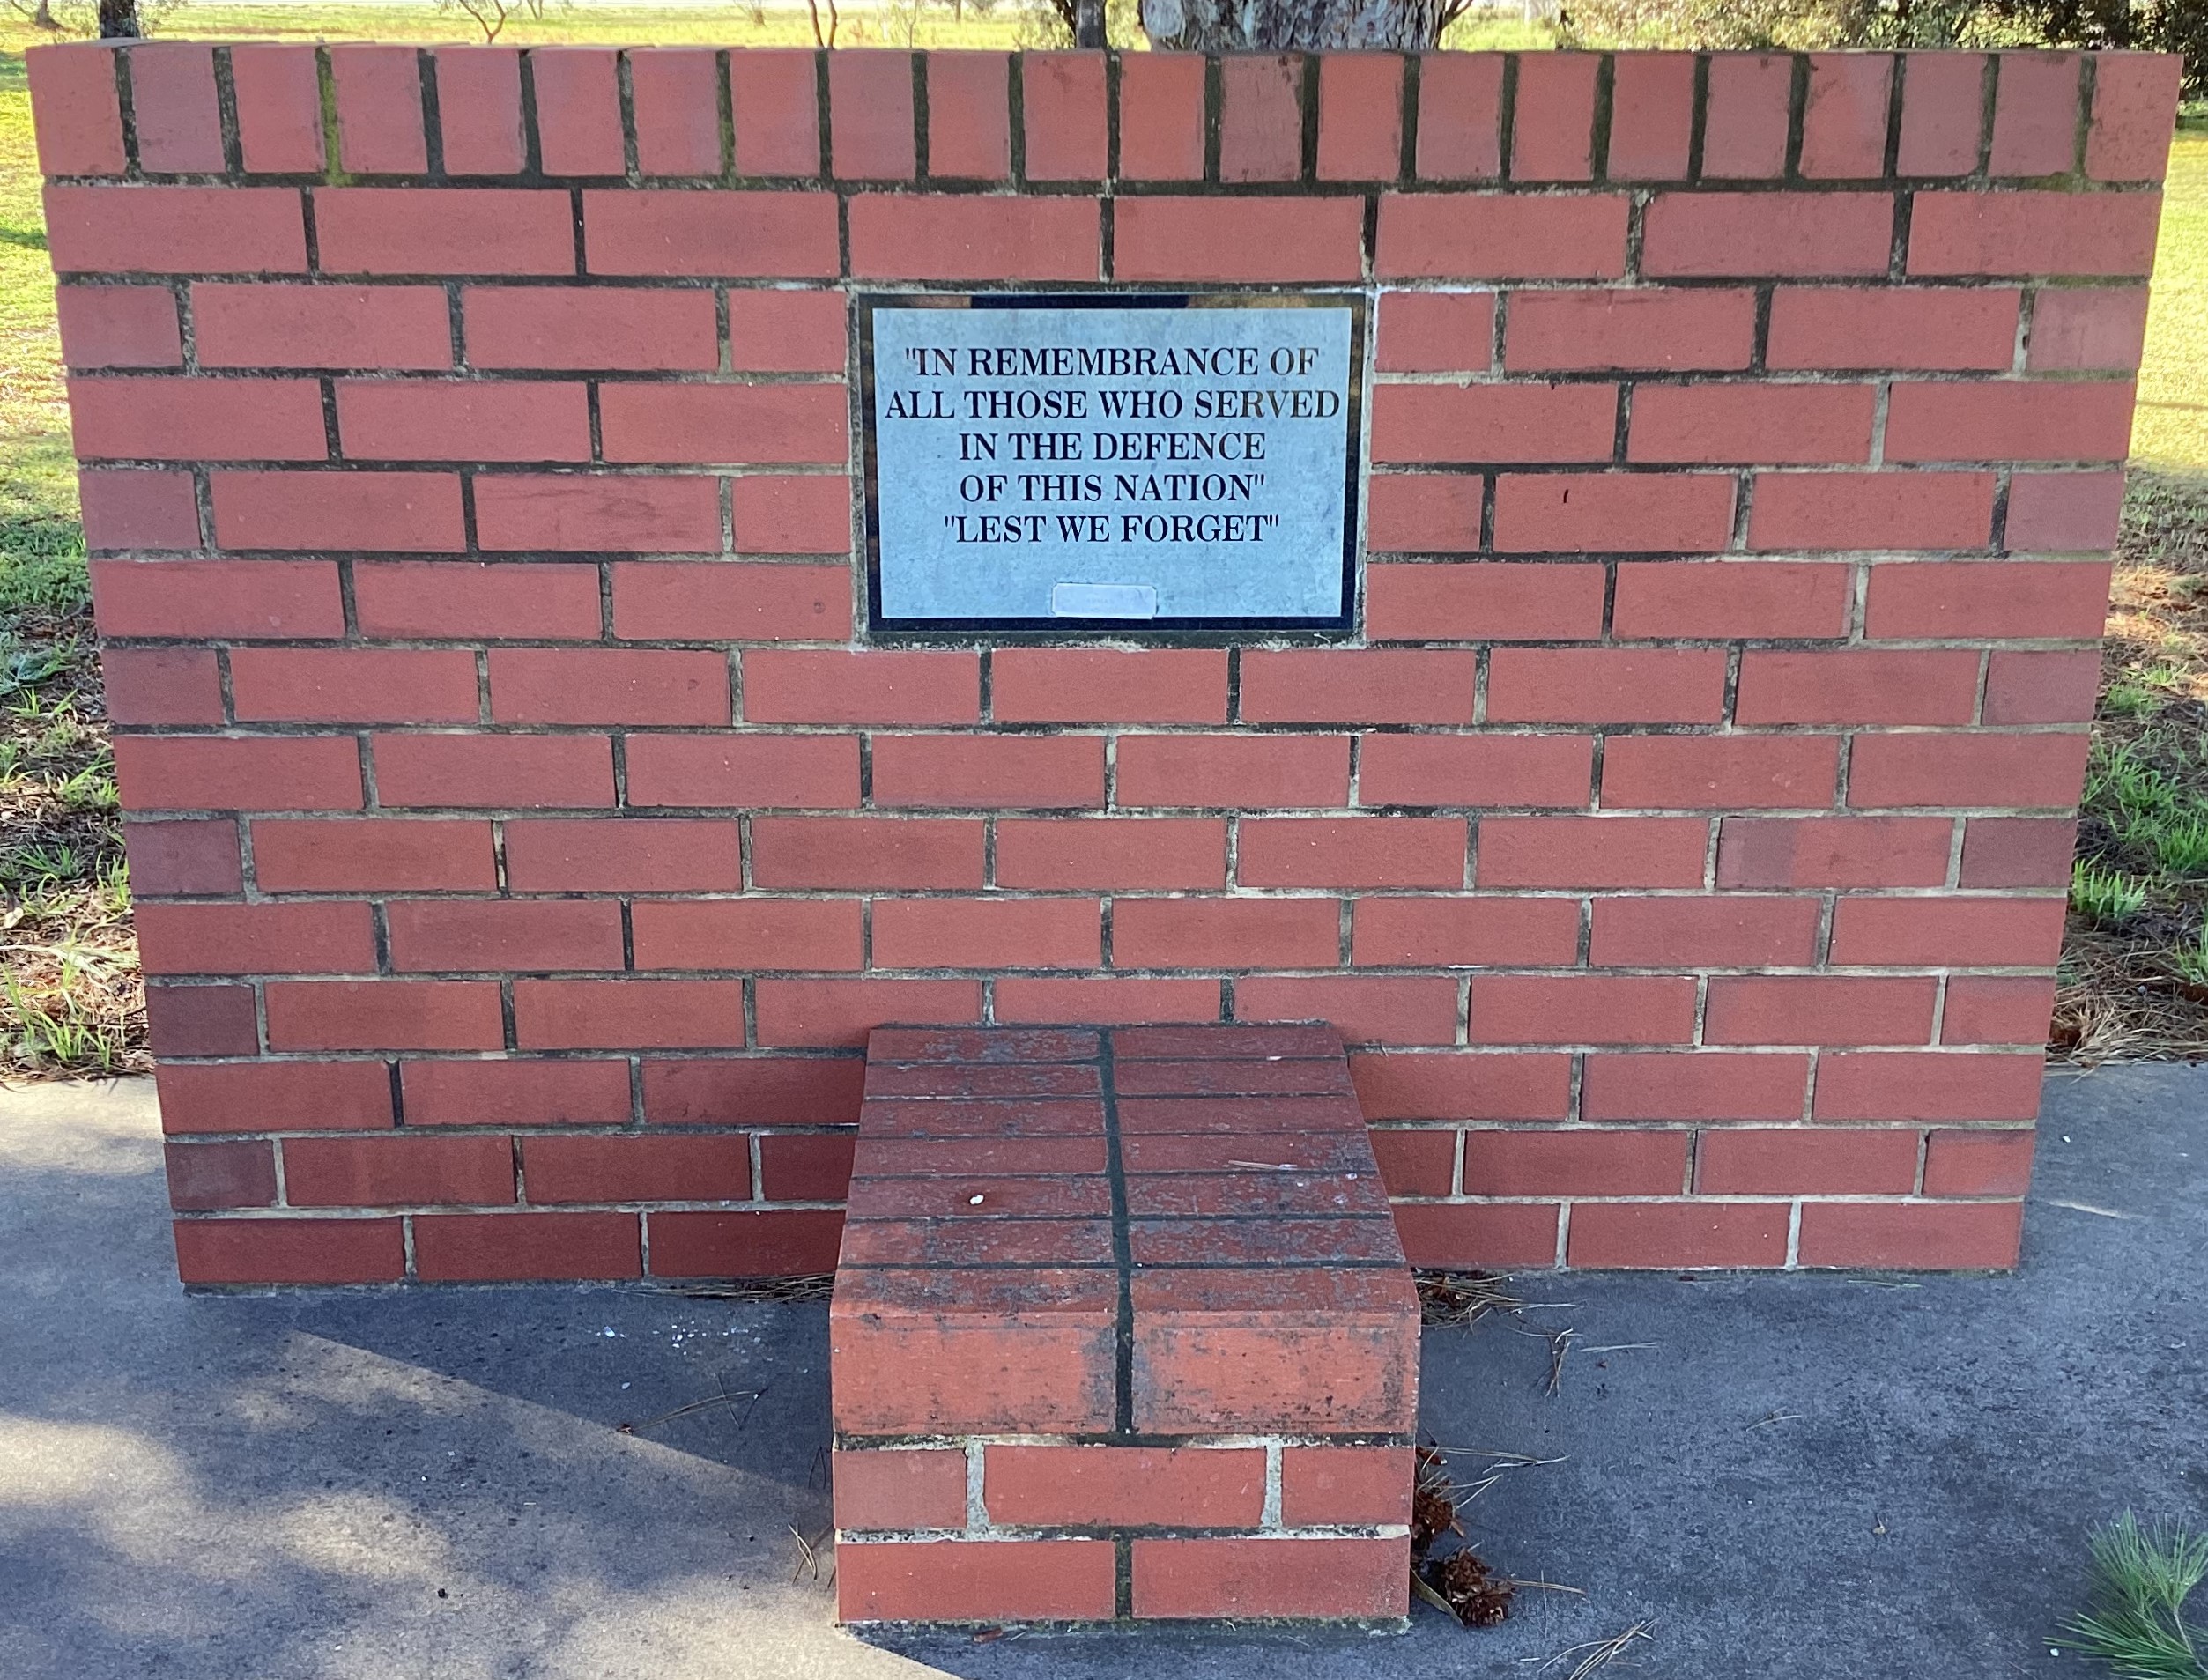 "IN REMEMBRANCE OF
ALL THOSE WHO SERVED
IN THE DEFENCE
OF THIS NATION"
"LEST WE FORGET"